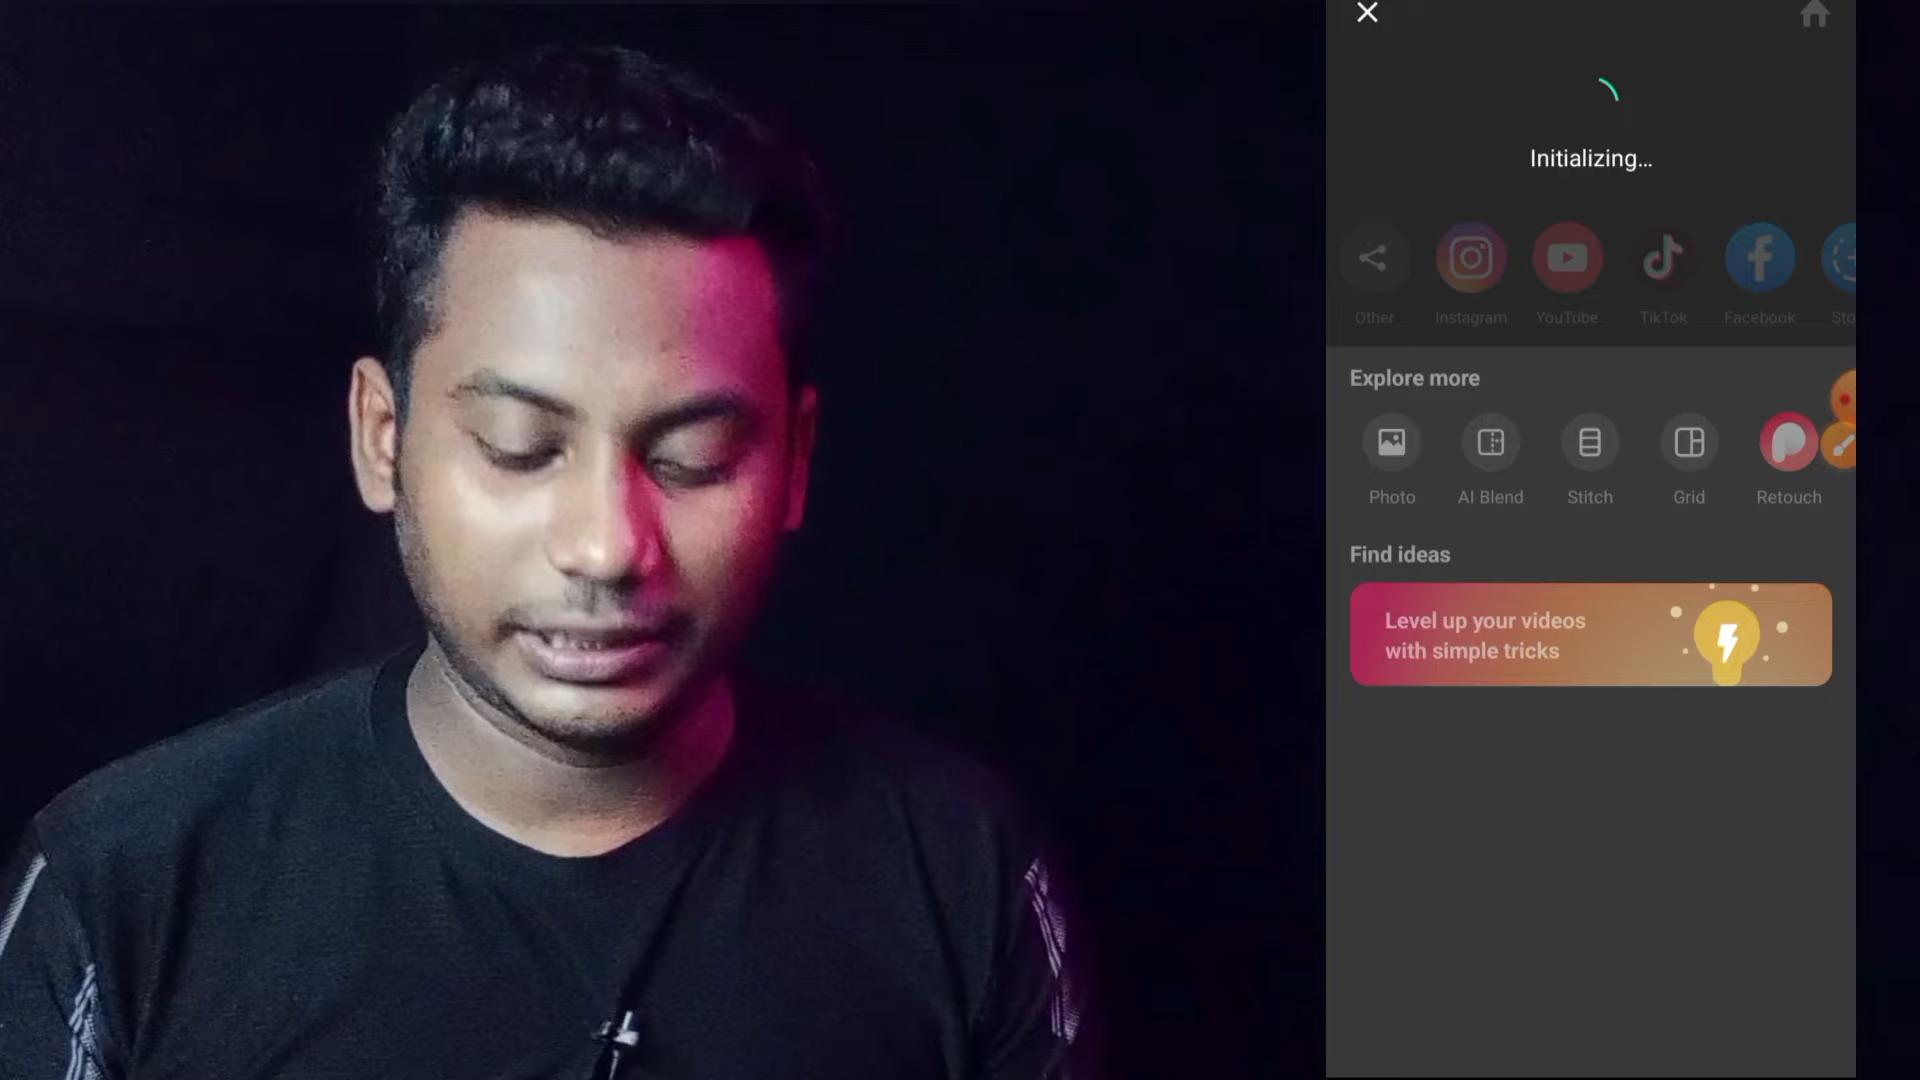 Initializing...
Other Instagram YouTube TikTok Facebook Sto
Explore more
Photo AI Blend Stitch Grid Retouch
Find ideas
Level up your videos
with simple tricks